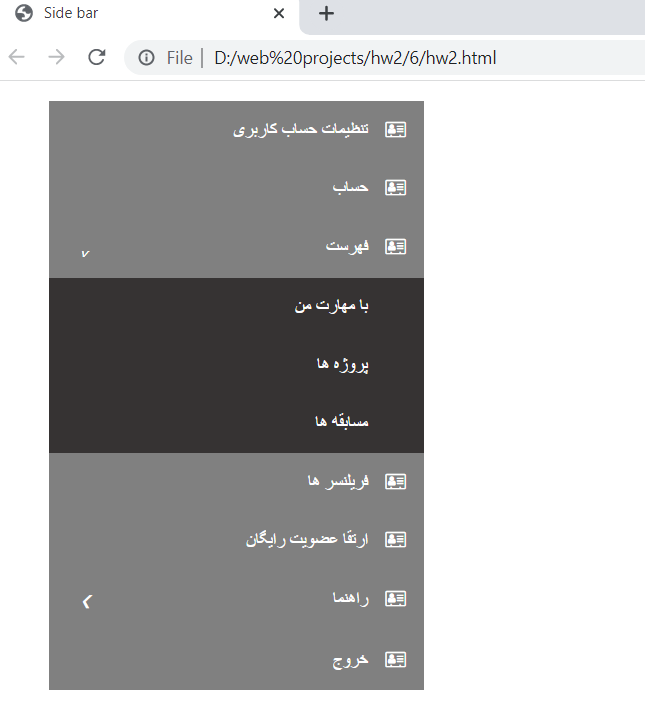 Side bar
File | D:/web%20projects/hw2/6/hw2.html
تنظیمات حساب کاربری
حساب
فهرست
با مهارت من
پروژه ها
مسابقه ها
فریلنسر ها
ارتقا عضویت رایگان
راهنما
خروج